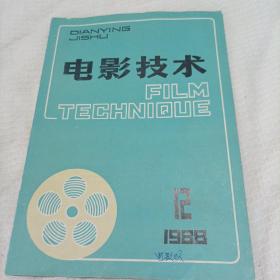 DIANYING
JISHU
电影技术
FILM
TECHNIQUE
12
1988